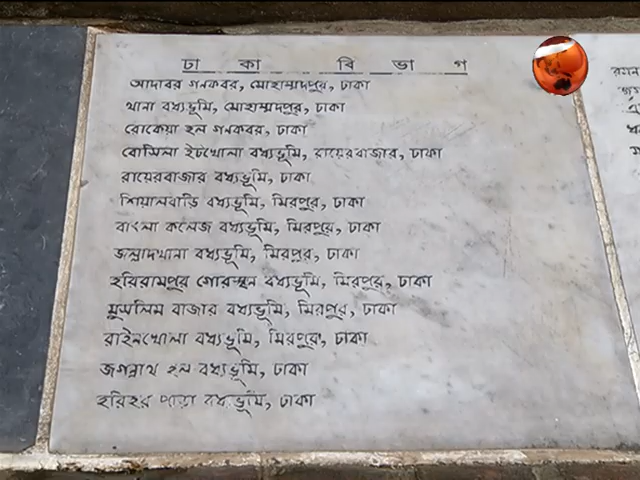 ঢাকা বিভাগ
আদাবর গনকবর, মোহাম্মদপুর, ঢাকা
থানা বধ্যভূমি, মোহাম্মদপুর, ঢাকা
রোকেয়া হল গনকবর, ঢাকা
বোসিলা ইটখোলা বধ্যভূমি, রায়েরবাজার, ঢাকা
রায়েরবাজার বধ্যভূমি, ঢাকা
শিয়ালবাড়ি বধ্যভূমি, মিরপুর, ঢাকা
বাংলা কলেজ বধ্যভূমি, মিরপুর, ঢাকা
জল্লাদখানা বধ্যভূমি, মিরপুর, ঢাকা
হরিরামপুর গোরস্থান বধ্যভূমি, মিরপুর, ঢাকা
মুসলিম বাজার বধ্যভূমি, মিরপুর, ঢাকা
রাইনখোলা বধ্যভূমি, মিরপুর, ঢাকা
জগন্নাথ হল বধ্যভূমি, ঢাকা
হরিহর পাড়া বধ্যভূমি, ঢাকা